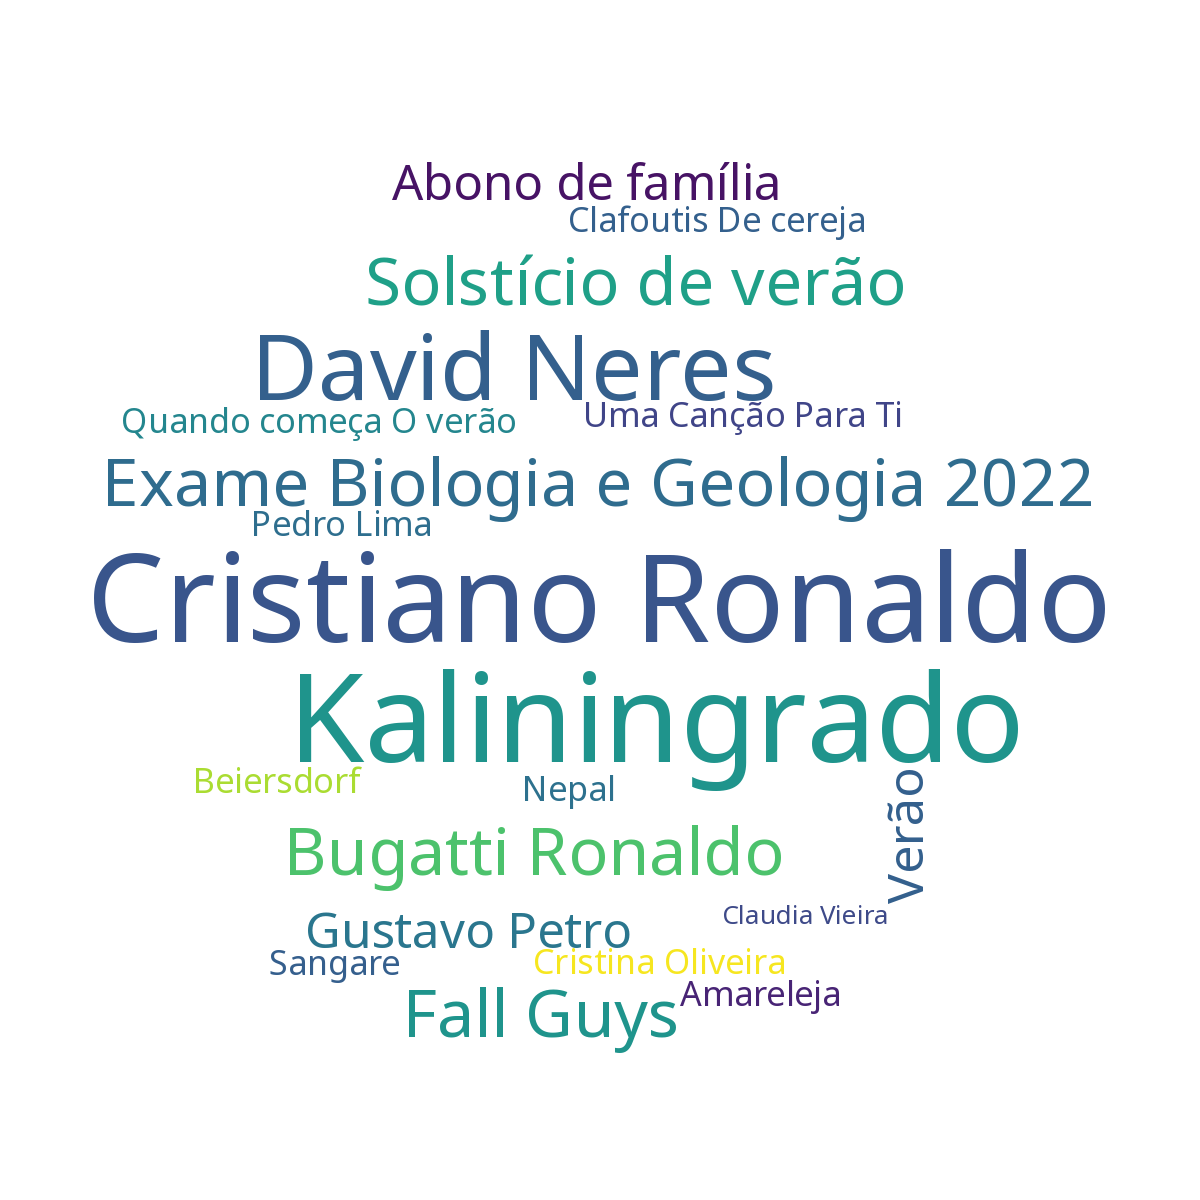 Abono de família
Clafoutis De cereja
Solstício de verão
David Neres
Quando começa O verão
Uma Canção Para Ti
Exame Biologia e Geologia 2022
Pedro Lima
Cristiano Ronaldo
Kaliningrado
Beiersdorf
Nepal
Verão
Bugatti Ronaldo
Claudia Vieira
Gustavo Petro
Sangare
Cristina Oliveira
Amareleja
Fall Guys